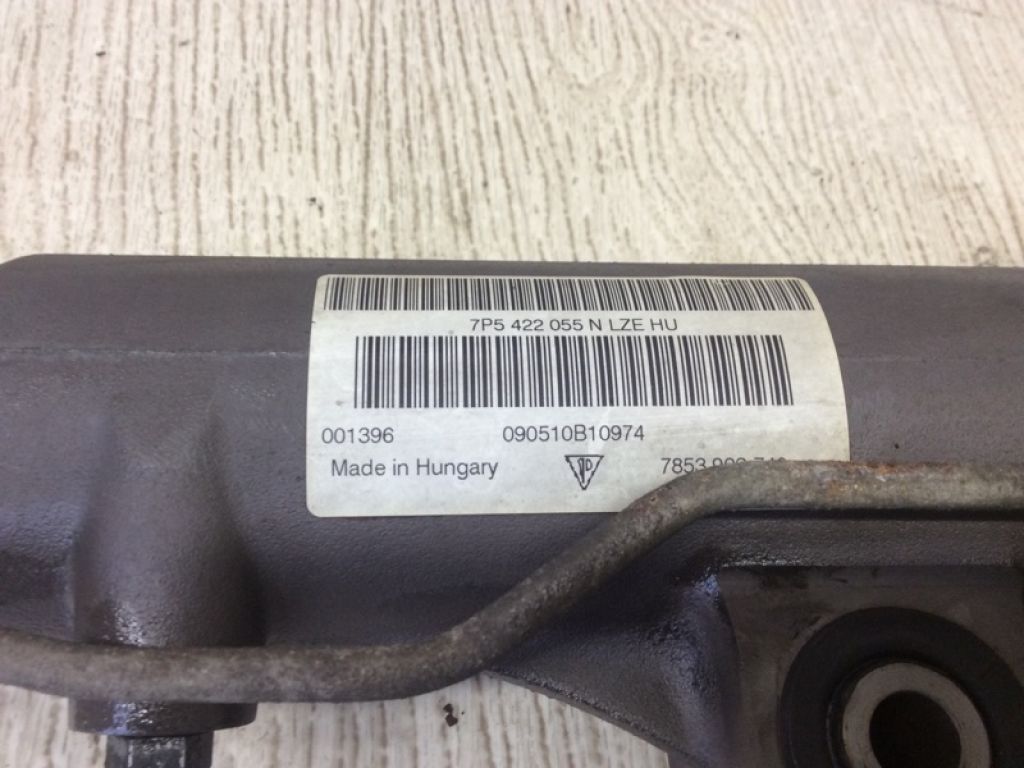 7P5 422 055 N LZE HU
001396 090510B10974
Made in Hungary 7853